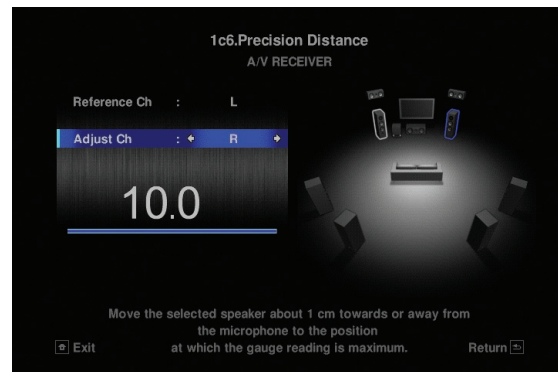 1c6.Precision Distance
A/V RECEIVER
Reference Ch : L
Adjust Ch : R
10.0
Move the selected speaker about 1 cm towards or away from
the microphone to the position
at which the gauge reading is maximum.
Exit
Return